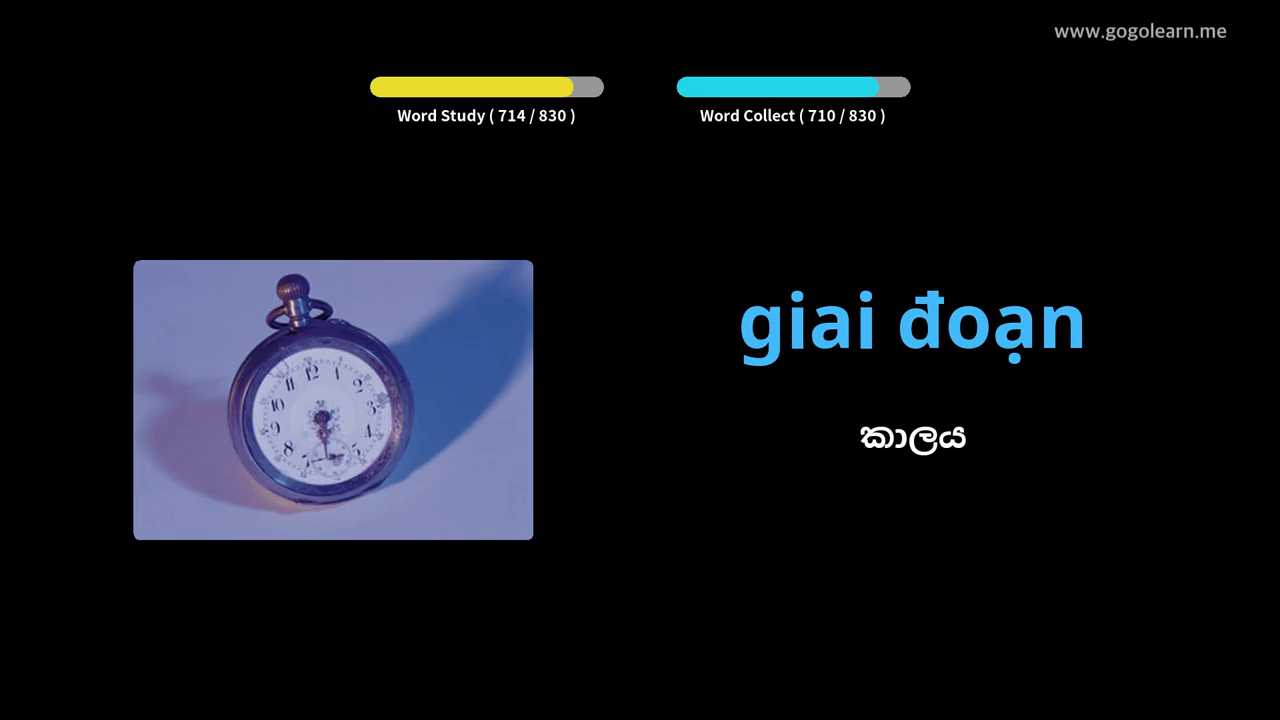 www.gogolearn.me
Word Study ( 714 / 830 )
Word Collect ( 710 / 830 )
giai đoạn
කාලය